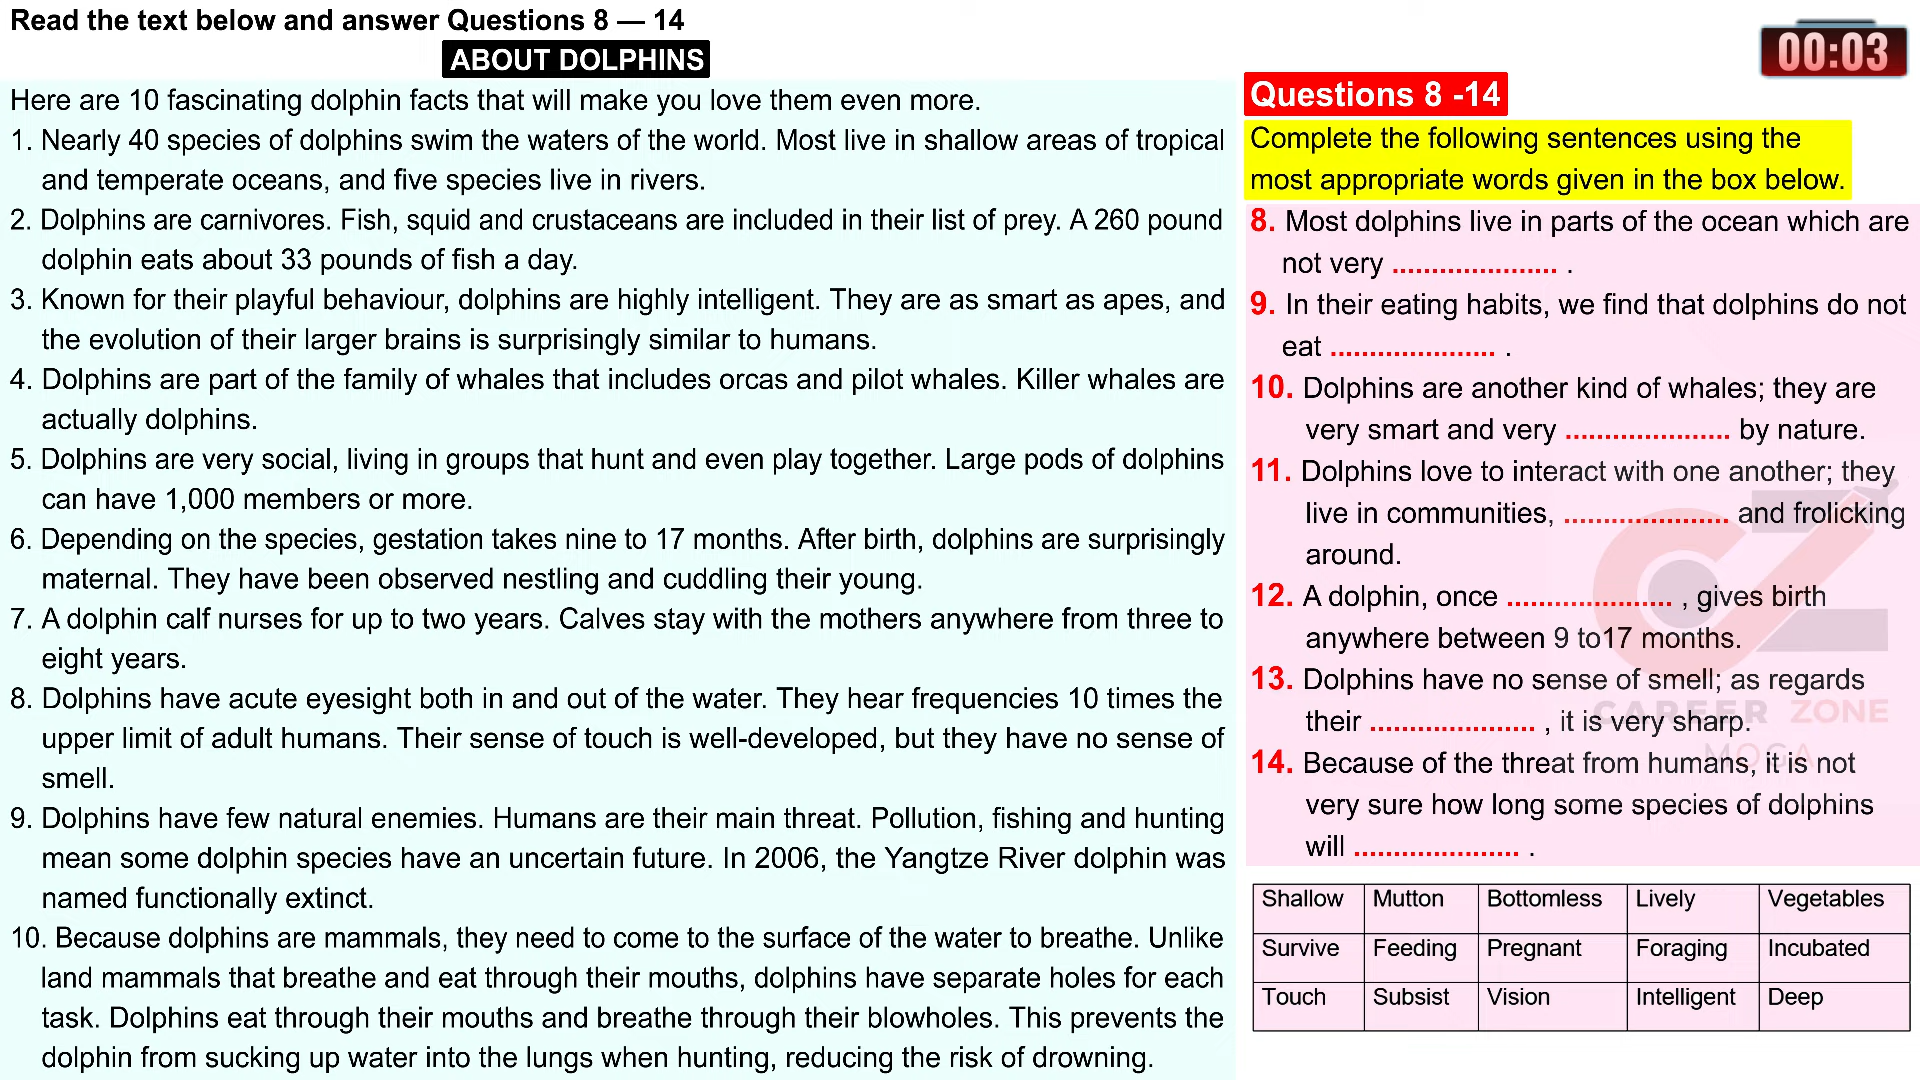 Read the text below and answer Questions 8 — 14
ABOUT DOLPHINS
Here are 10 fascinating dolphin facts that will make you love them even more.
1. Nearly 40 species of dolphins swim the waters of the world. Most live in shallow areas of tropical
and temperate oceans, and five species live in rivers.
2. Dolphins are carnivores. Fish, squid and crustaceans are included in their list of prey. A 260 pound
dolphin eats about 33 pounds of fish a day.
3. Known for their playful behaviour, dolphins are highly intelligent. They are as smart as apes, and
the evolution of their larger brains is surprisingly similar to humans.
4. Dolphins are part of the family of whales that includes orcas and pilot whales. Killer whales are
actually dolphins.
5. Dolphins are very social, living in groups that hunt and even play together. Large pods of dolphins
can have 1,000 members or more.
6. Depending on the species, gestation takes nine to 17 months. After birth, dolphins are surprisingly
maternal. They have been observed nestling and cuddling their young.
7. A dolphin calf nurses for up to two years. Calves stay with the mothers anywhere from three to
eight years.
8. Dolphins have acute eyesight both in and out of the water. They hear frequencies 10 times the
upper limit of adult humans. Their sense of touch is well-developed, but they have no sense of
smell.
9. Dolphins have few natural enemies. Humans are their main threat. Pollution, fishing and hunting
mean some dolphin species have an uncertain future. In 2006, the Yangtze River dolphin was
named functionally extinct.
10. Because dolphins are mammals, they need to come to the surface of the water to breathe. Unlike
land mammals that breathe and eat through their mouths, dolphins have separate holes for each
task. Dolphins eat through their mouths and breathe through their blowholes. This prevents the
dolphin from sucking up water into the lungs when hunting, reducing the risk of drowning.
00:03
Questions 8 -14
Complete the following sentences using the
most appropriate words given in the box below.
8. Most dolphins live in parts of the ocean which are
not very ..................... .
9. In their eating habits, we find that dolphins do not
eat ..................... .
10. Dolphins are another kind of whales; they are
very smart and very ..................... by nature.
11. Dolphins love to interact with one another; they
live in communities, ..................... and frolicking
around.
12. A dolphin, once ..................... , gives birth
anywhere between 9 to17 months.
13. Dolphins have no sense of smell; as regards
their ..................... , it is very sharp.
14. Because of the threat from humans, it is not
very sure how long some species of dolphins
will ..................... .
CAREER ZONE
MOGA
Shallow Mutton Bottomless Lively Vegetables
Survive Feeding Pregnant Foraging Incubated
Touch Subsist Vision Intelligent Deep